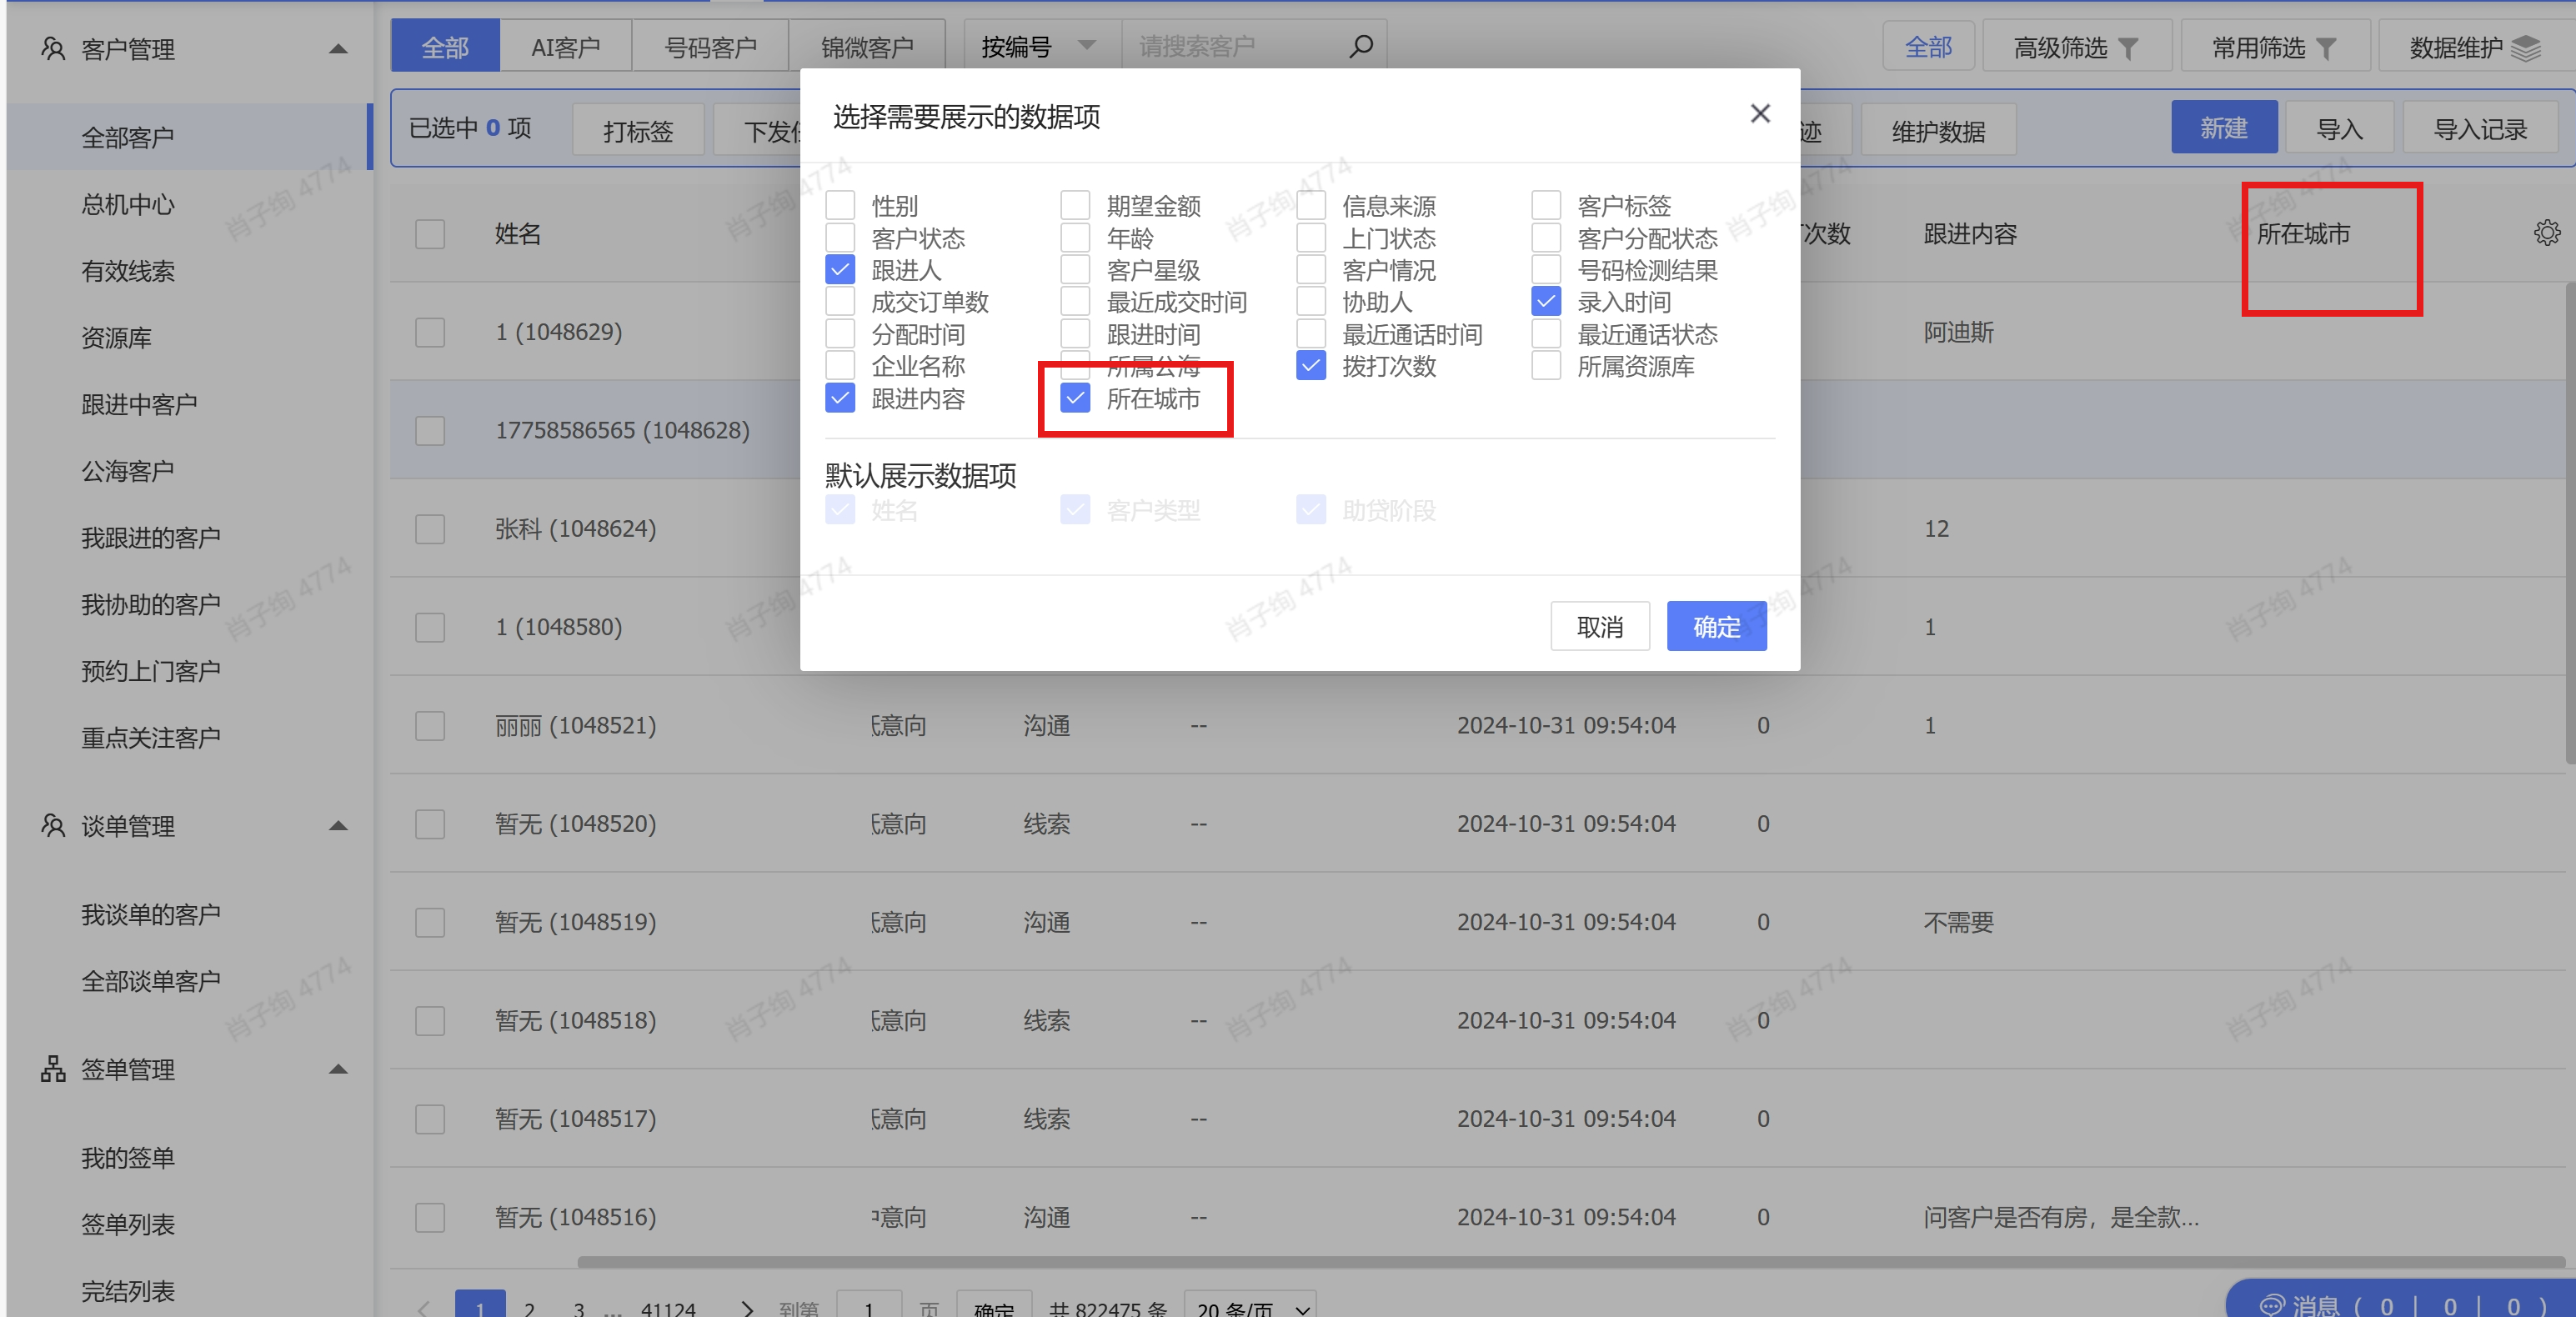 客户管理
全部 AI客户 号码客户 锦微客户 按编号 请搜索客户 全部 高级筛选 常用筛选 数据维护
已选中 0 项 打标签 下发 迹 维护数据 新建 导入 导入记录
全部客户
总机中心
有效线索
资源库
跟进中客户
公海客户
我跟进的客户
我协助的客户
预约上门客户
重点关注客户
谈单管理
我谈单的客户
全部谈单客户
签单管理
我的签单
签单列表
完结列表
选择需要展示的数据项
性别 期望金额 信息来源 客户标签
客户状态 年龄 上门状态 客户分配状态
跟进人 客户星级 客户情况 号码检测结果
成交订单数 最近成交时间 协助人 录入时间
分配时间 跟进时间 最近通话时间 最近通话状态
企业名称 所属公海 拨打次数 所属资源库
跟进内容 所在城市
默认展示数据项
姓名 客户类型 助贷阶段
取消 确定
姓名 次数 跟进内容 所在城市
1 (1048629) 阿迪斯
17758586565 (1048628)
张科 (1048624) 12
1 (1048580) 1
丽丽 (1048521) 意向 沟通 -- 2024-10-31 09:54:04 0 1
暂无 (1048520) 意向 线索 -- 2024-10-31 09:54:04 0
暂无 (1048519) 意向 沟通 -- 2024-10-31 09:54:04 0 不需要
暂无 (1048518) 意向 线索 -- 2024-10-31 09:54:04 0
暂无 (1048517) 意向 线索 -- 2024-10-31 09:54:04 0
暂无 (1048516) 意向 沟通 -- 2024-10-31 09:54:04 0 问客户是否有房，是全款...
1 2 3 ... 41124 到第 1 页 确定 共 822475 条 20 条/页
消息 ( 0 | 0 | 0 )
肖子绚 4774